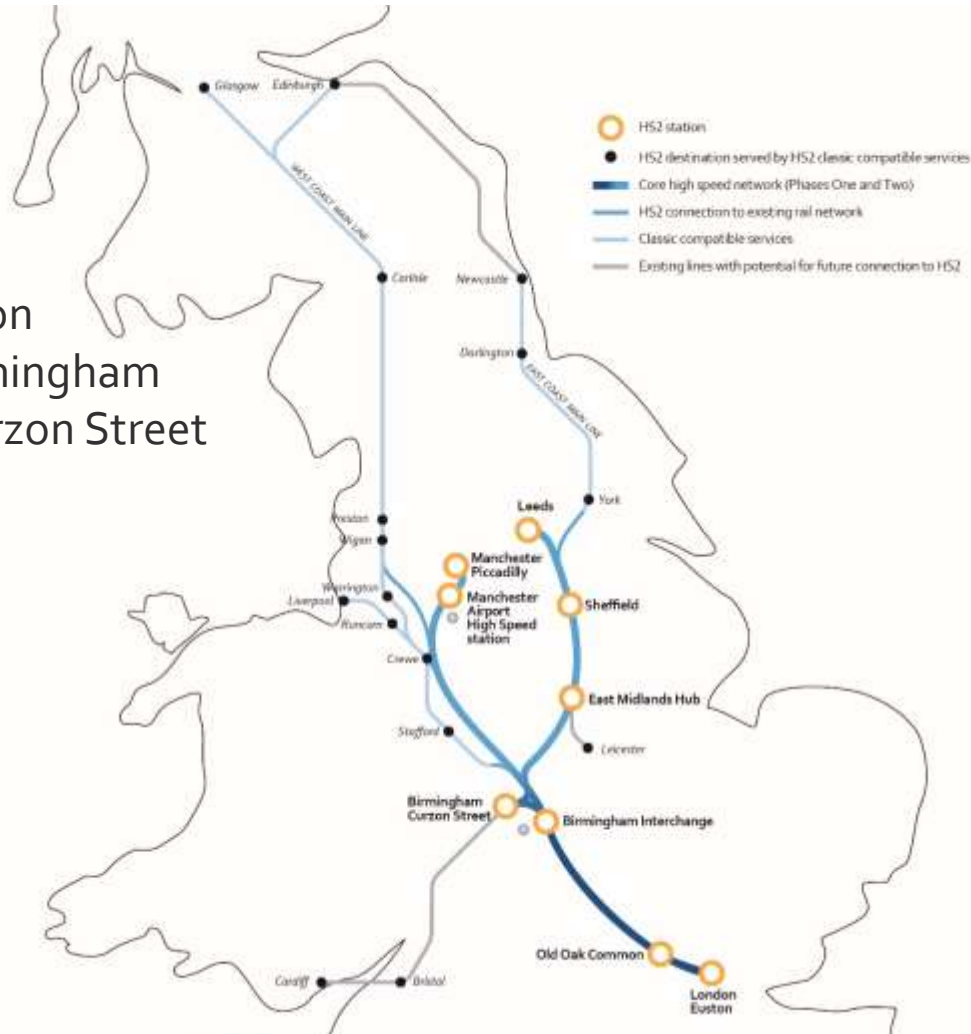 Glasgow
Edinburgh
HS2 station
HS2 destination served by HS2 classic compatible services
Core high speed network (Phases One and Two)
HS2 connection to existing rail network
Classic compatible services
Existing lines with potential for future connection to HS2
WEST COAST MAIN LINE
Carlisle
Newcastle
on
mingham
rzon Street
Darlington
EAST COAST MAIN LINE
York
Leeds
Preston
Wigan
Manchester
Piccadilly
Warrington
Liverpool
Manchester
Airport
High Speed
station
Sheffield
Runcorn
Crewe
East Midlands Hub
Stafford
Leicester
Birmingham
Curzon Street
Birmingham Interchange
Old Oak Common
Cardiff
Bristol
London
Euston